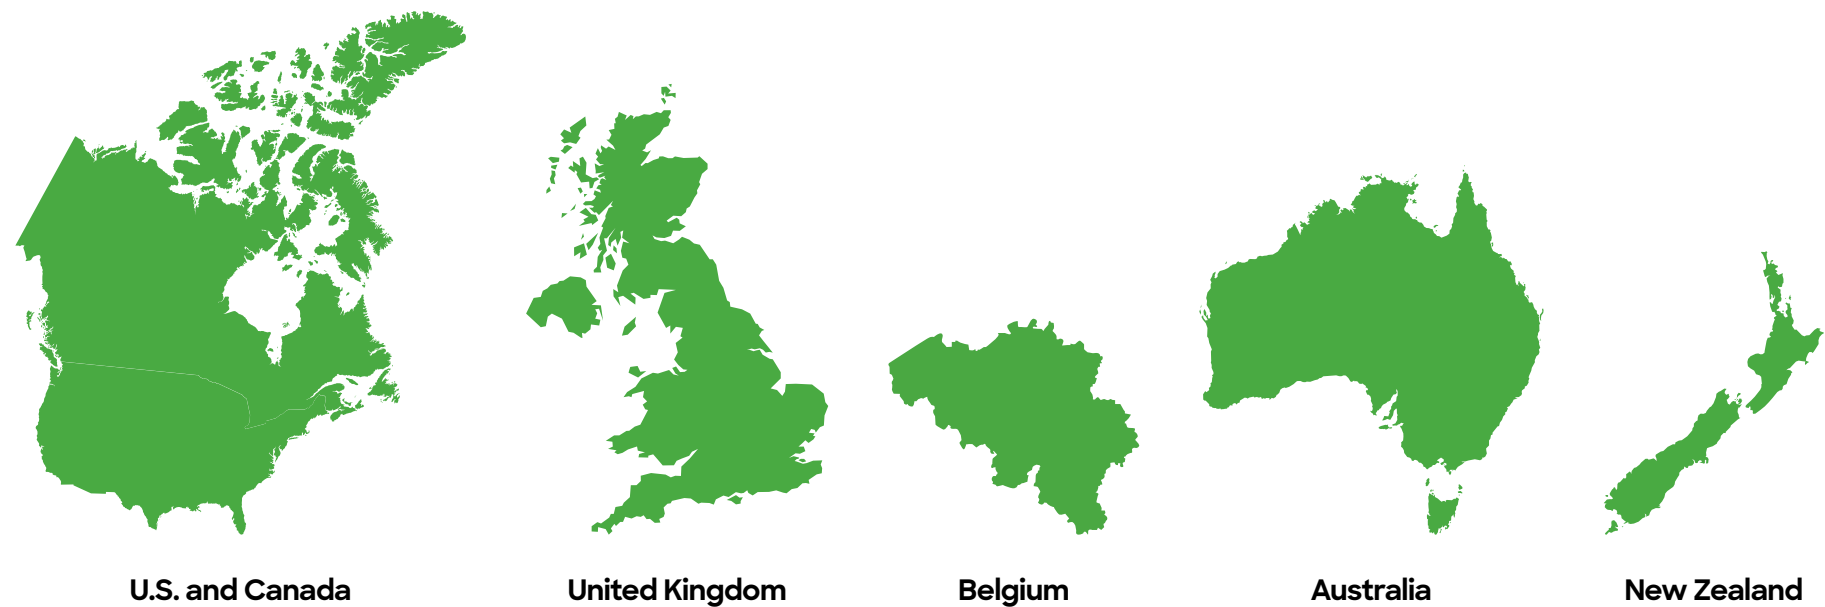 U.S. and Canada
United Kingdom
Belgium
Australia
New Zealand